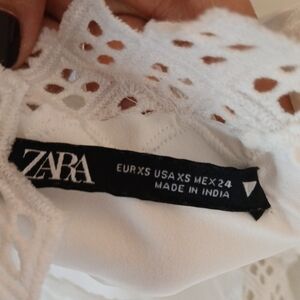 ZARA
EUR XS USA XS MEX 24
MADE IN INDIA